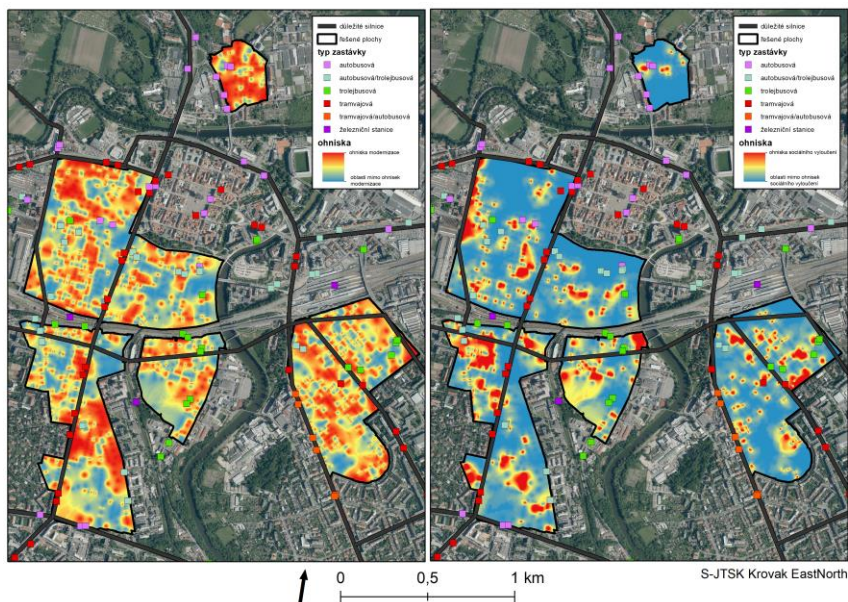 důležité silnice
řešené plochy
typ zastávky
autobusová
autobusová/trolejbusová
trolejbusová
tramvajová
tramvajová/autobusová
železniční stanice
ohniska
ohniska modernizace
oblasti mimo ohnisek
modernizace
důležité silnice
řešené plochy
typ zastávky
autobusová
autobusová/trolejbusová
trolejbusová
tramvajová
tramvajová/autobusová
železniční stanice
ohniska
ohniska sociálního vyloučení
oblasti mimo ohnisek
sociálního vyloučení
0 0,5 1 km
S-JTSK Krovak EastNorth